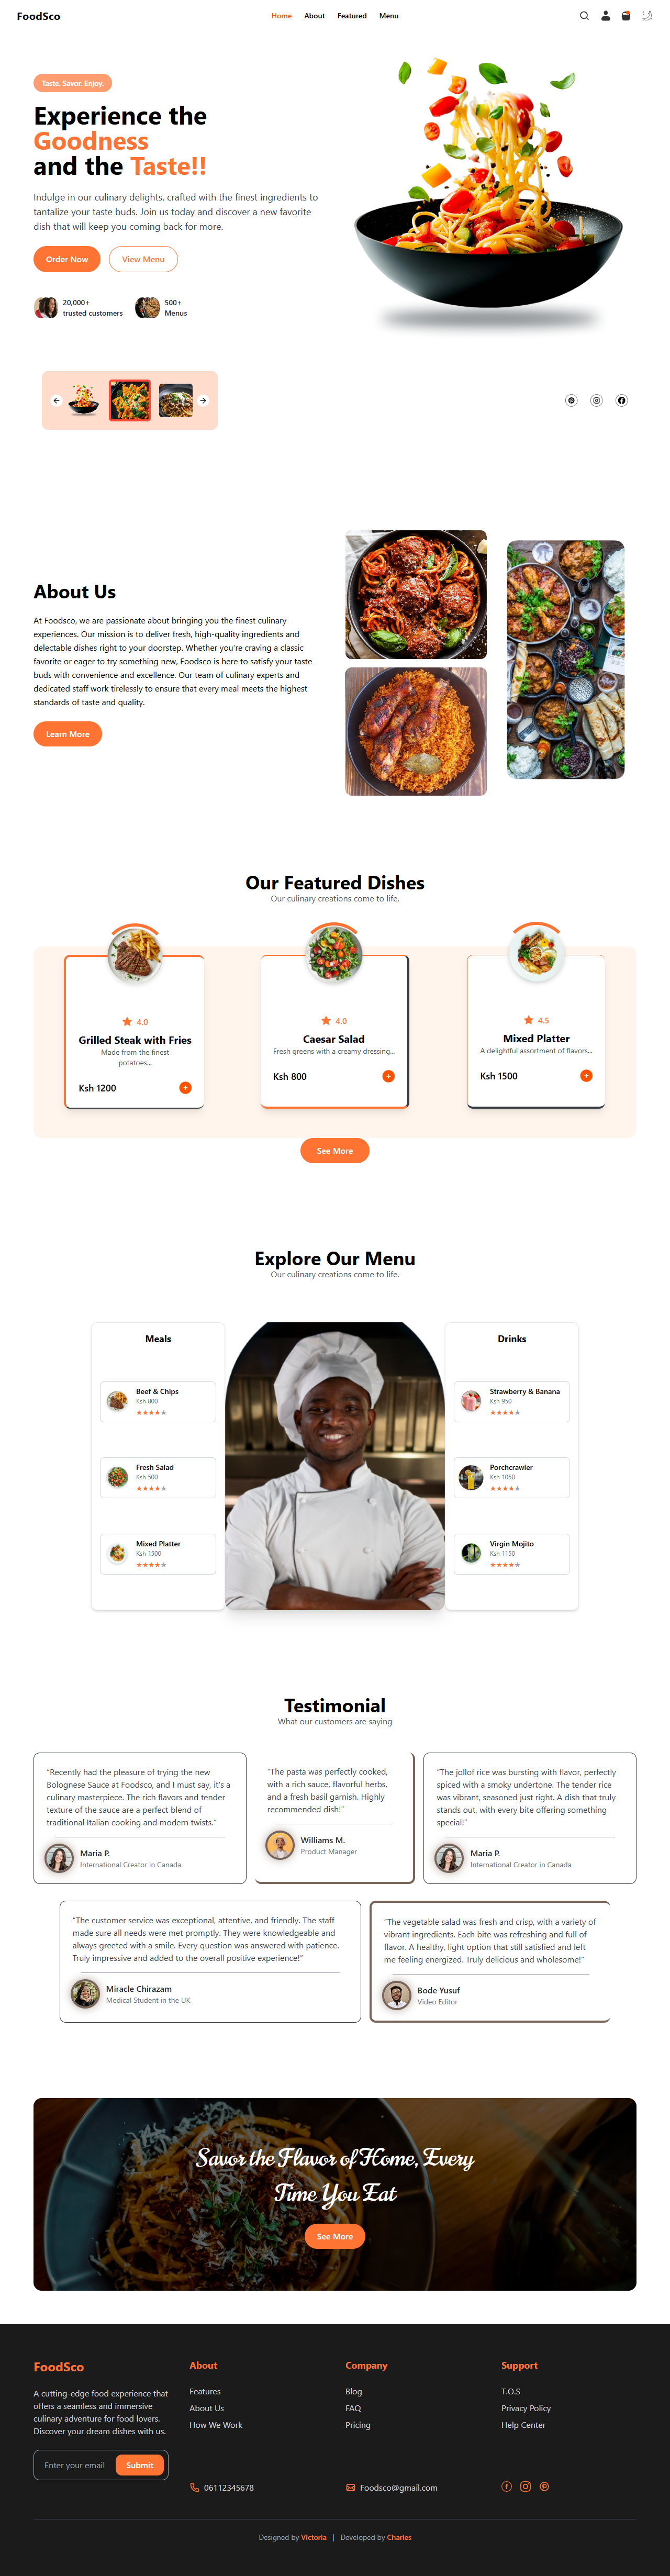 FoodSco
Home About Featured Menu
Taste. Savor. Enjoy.
Experience the
Goodness
and the Taste!!
Indulge in our culinary delights, crafted with the finest ingredients to
tantalize your taste buds. Join us today and discover a new favorite
dish that will keep you coming back for more.
Order Now View Menu
20,000+
trusted customers
500+
Menus
About Us
At Foodsco, we are passionate about bringing you the finest culinary
experiences. Our mission is to deliver fresh, high-quality ingredients and
delectable dishes right to your doorstep. Whether you're craving a classic
favorite or eager to try something new, Foodsco is here to satisfy your taste
buds with convenience and excellence. Our team of culinary experts and
dedicated staff work tirelessly to ensure that every meal meets the highest
standards of taste and quality.
Learn More
Our Featured Dishes
Our culinary creations come to life.
4.0
Grilled Steak with Fries
Made from the finest
potatoes...
Ksh 1200
4.0
Caesar Salad
Fresh greens with a creamy dressing...
Ksh 800
4.5
Mixed Platter
A delightful assortment of flavors...
Ksh 1500
See More
Explore Our Menu
Our culinary creations come to life.
Meals
Beef & Chips
Ksh 800
Fresh Salad
Ksh 500
Mixed Platter
Ksh 1500
Drinks
Strawberry & Banana
Ksh 950
Porchcrawler
Ksh 1050
Virgin Mojito
Ksh 1150
Testimonial
What our customers are saying
"Recently had the pleasure of trying the new
Bolognese Sauce at Foodsco, and I must say, it's a
culinary masterpiece. The rich flavors and tender
texture of the sauce are a perfect blend of
traditional Italian cooking and modern twists."
Maria P.
International Creator in Canada
"The pasta was perfectly cooked,
with a rich sauce, flavorful herbs,
and a fresh basil garnish. Highly
recommended dish!"
Williams M.
Product Manager
"The jollof rice was bursting with flavor, perfectly
spiced with a smoky undertone. The tender rice
was vibrant, seasoned just right. A dish that truly
stands out, with every bite offering something
special!"
Maria P.
International Creator in Canada
"The customer service was exceptional, attentive, and friendly. The staff
made sure all needs were met promptly. They were knowledgeable and
always greeted with a smile. Every question was answered with patience.
Truly impressive and added to the overall positive experience!"
Miracle Chirazam
Medical Student in the UK
"The vegetable salad was fresh and crisp, with a variety of
vibrant ingredients. Each bite was refreshing and full of
flavor. A healthy, light option that still satisfied and left
me feeling energized. Truly delicious and wholesome!"
Bode Yusuf
Video Editor
Savor the Flavor of Home, Every
Time You Eat
See More
FoodSco
A cutting-edge food experience that
offers a seamless and immersive
culinary adventure for food lovers.
Discover your dream dishes with us.
Enter your email Submit
About
Features
About Us
How We Work
06112345678
Company
Blog
FAQ
Pricing
Foodsco@gmail.com
Support
T.O.S
Privacy Policy
Help Center
Designed by Victoria | Developed by Charles